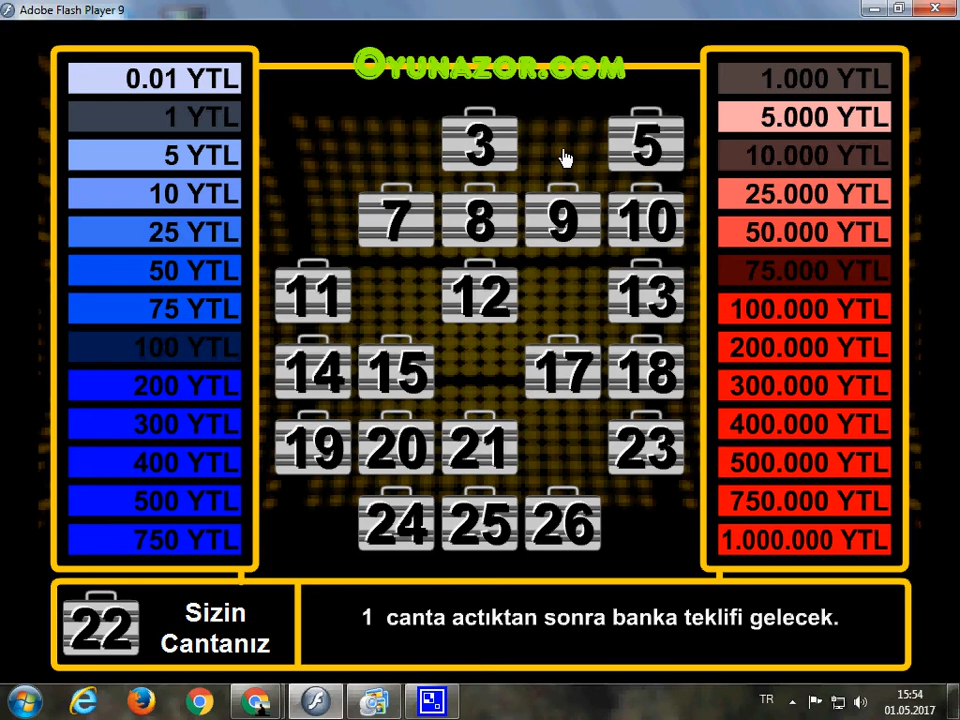 Adobe Flash Player 9
OYUNAZOR.COM
0.01 YTL
1 YTL
5 YTL
10 YTL
25 YTL
50 YTL
75 YTL
100 YTL
200 YTL
300 YTL
400 YTL
500 YTL
750 YTL
3 5
7 8 9 10
11 12 13
14 15 17 18
19 20 21 23
24 25 26
1.000 YTL
5.000 YTL
10.000 YTL
25.000 YTL
50.000 YTL
75.000 YTL
100.000 YTL
200.000 YTL
300.000 YTL
400.000 YTL
500.000 YTL
750.000 YTL
1.000.000 YTL
22
Sizin
Cantanız
1 canta actıktan sonra banka teklifi gelecek.
TR
15:54
01.05.2017